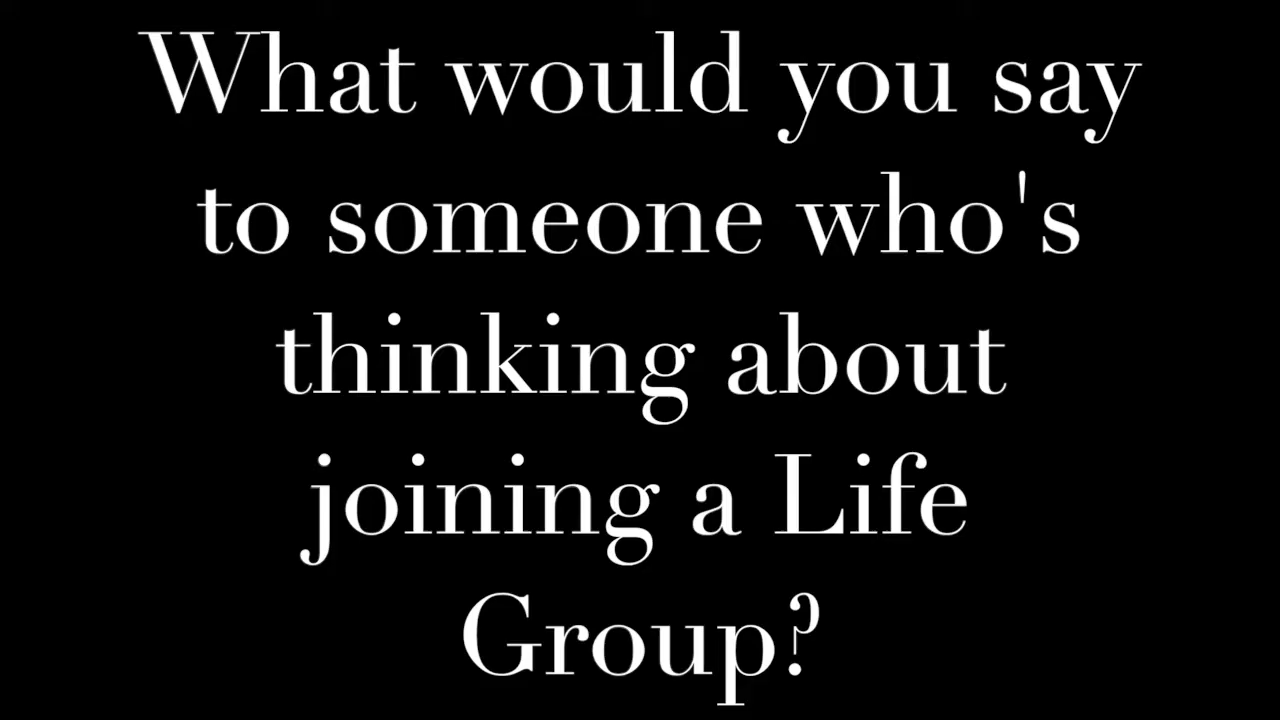 What would you say
to someone who's
thinking about
joining a Life
Group?